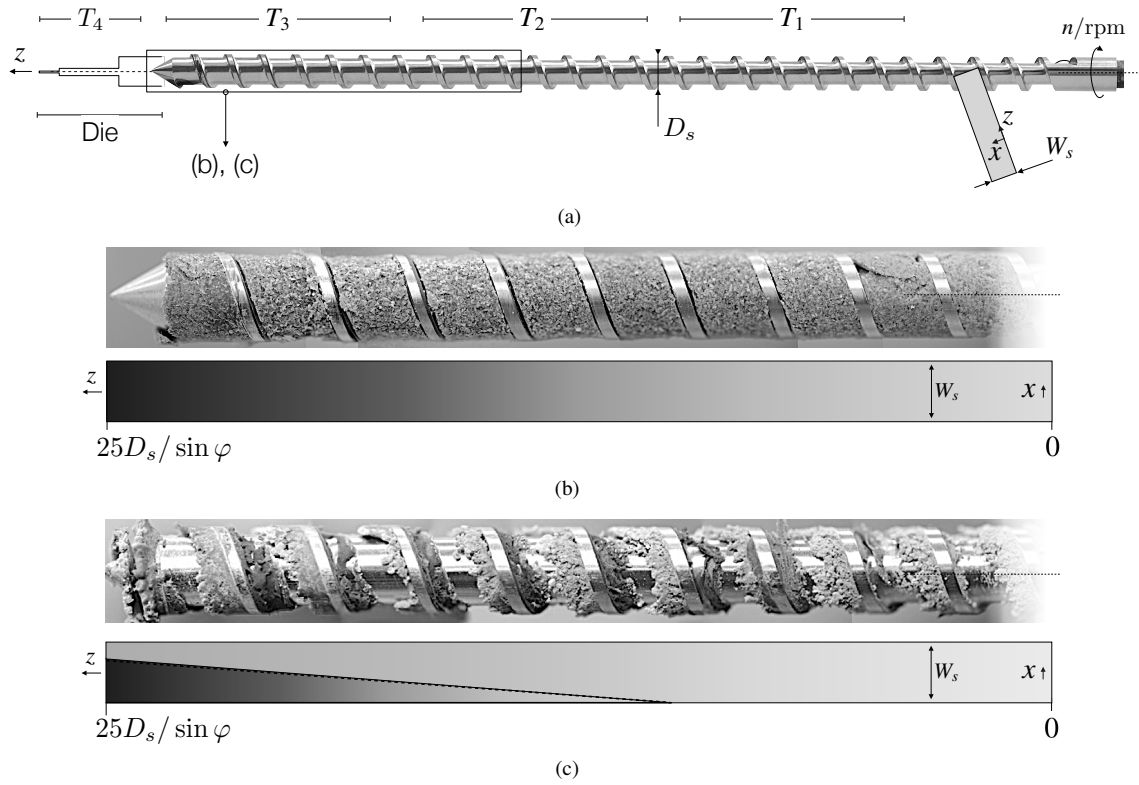 T₄ T₃ T₂ T₁
n/rpm
z
Dₛ
z
x
Wₛ
Die
(b), (c)
(a)
z
Wₛ
x
25Dₛ/ sin φ
0
(b)
z
Wₛ
x
25Dₛ/ sin φ
0
(c)